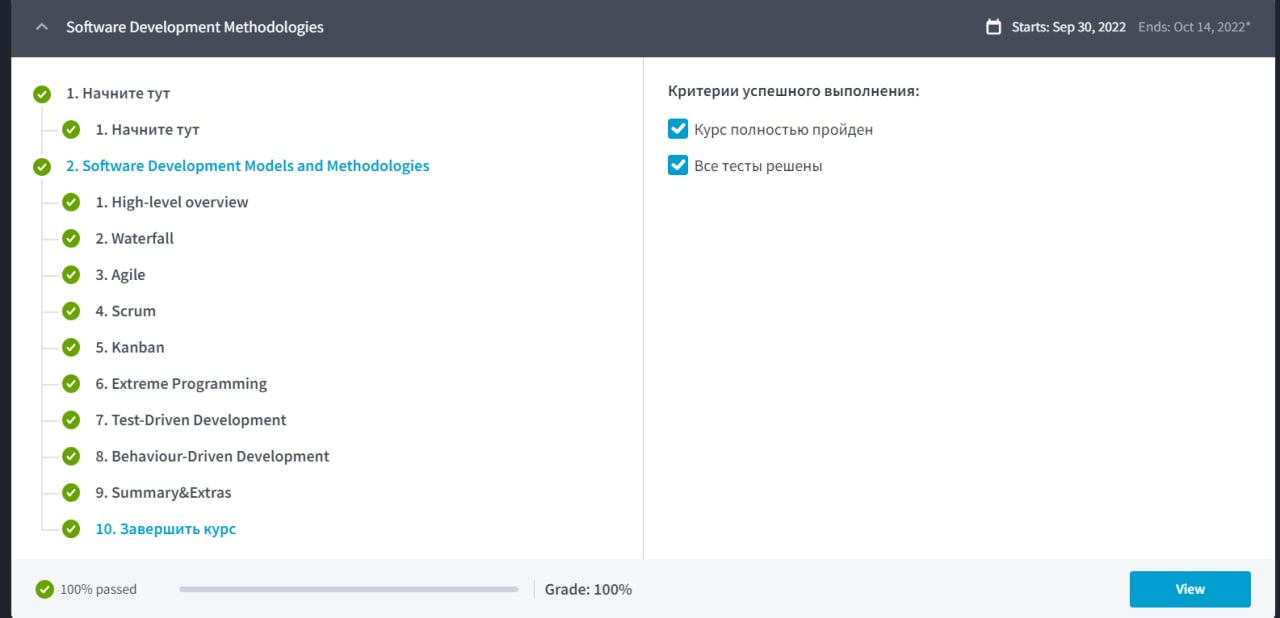 Software Development Methodologies
Starts: Sep 30, 2022 Ends: Oct 14, 2022*
1. Начните тут
1. Начните тут
2. Software Development Models and Methodologies
1. High-level overview
2. Waterfall
3. Agile
4. Scrum
5. Kanban
6. Extreme Programming
7. Test-Driven Development
8. Behaviour-Driven Development
9. Summary&Extras
10. Завершить курс
Критерии успешного выполнения:
Курс полностью пройден
Все тесты решены
100% passed
Grade: 100%
View